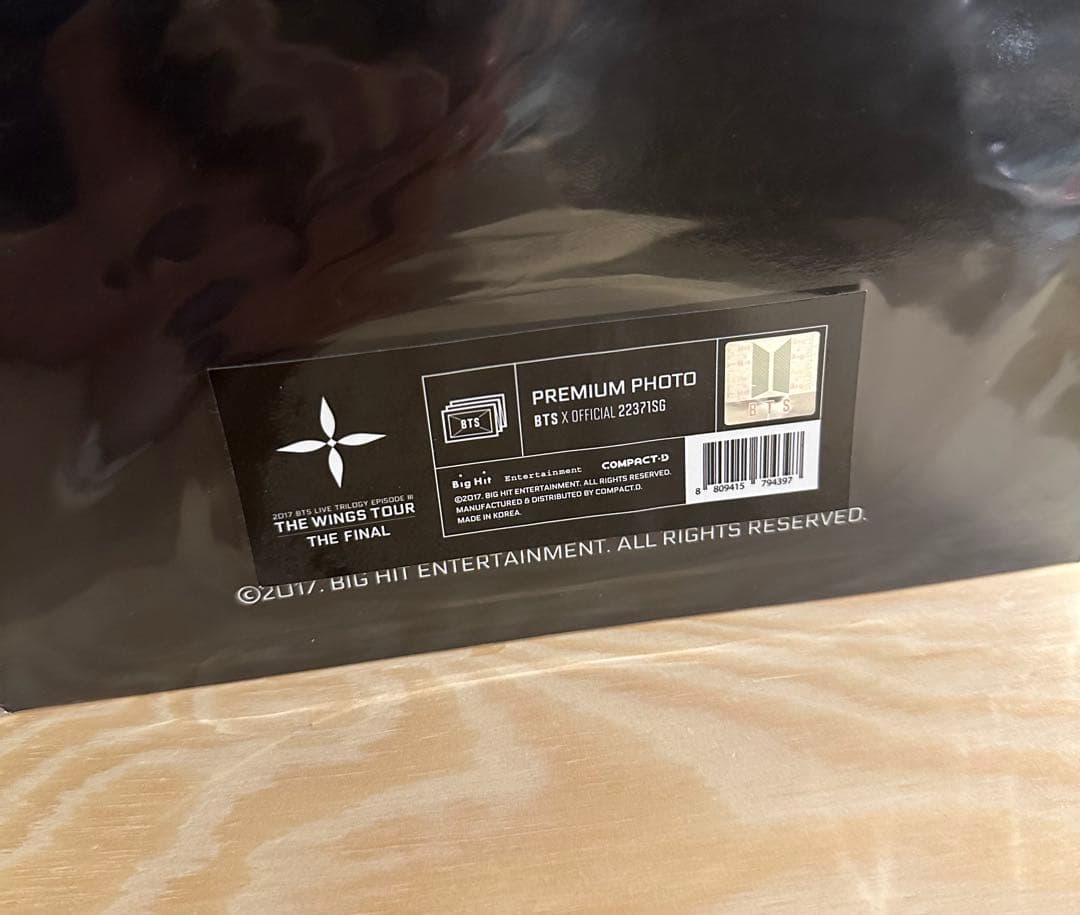 2017 BTS LIVE TRILOGY EPISODE III
THE WINGS TOUR
THE FINAL
BTS
PREMIUM PHOTO
BTS X OFFICIAL 22371SG
BTS
Big Hit Entertainment COMPACT·D
©2017. BIG HIT ENTERTAINMENT. ALL RIGHTS RESERVED.
MANUFACTURED & DISTRIBUTED BY COMPACT.D.
MADE IN KOREA.
8 809415 794397
©2017. BIG HIT ENTERTAINMENT. ALL RIGHTS RESERVED.